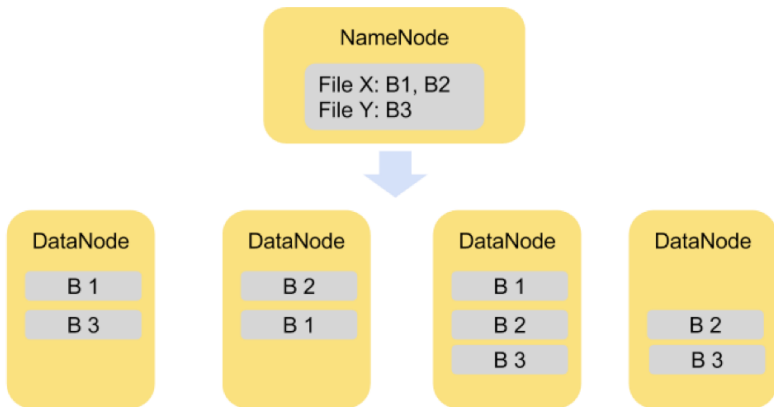 NameNode
File X: B1, B2
File Y: B3
DataNode
B 1
B 3
DataNode
B 2
B 1
DataNode
B 1
B 2
B 3
DataNode
B 2
B 3